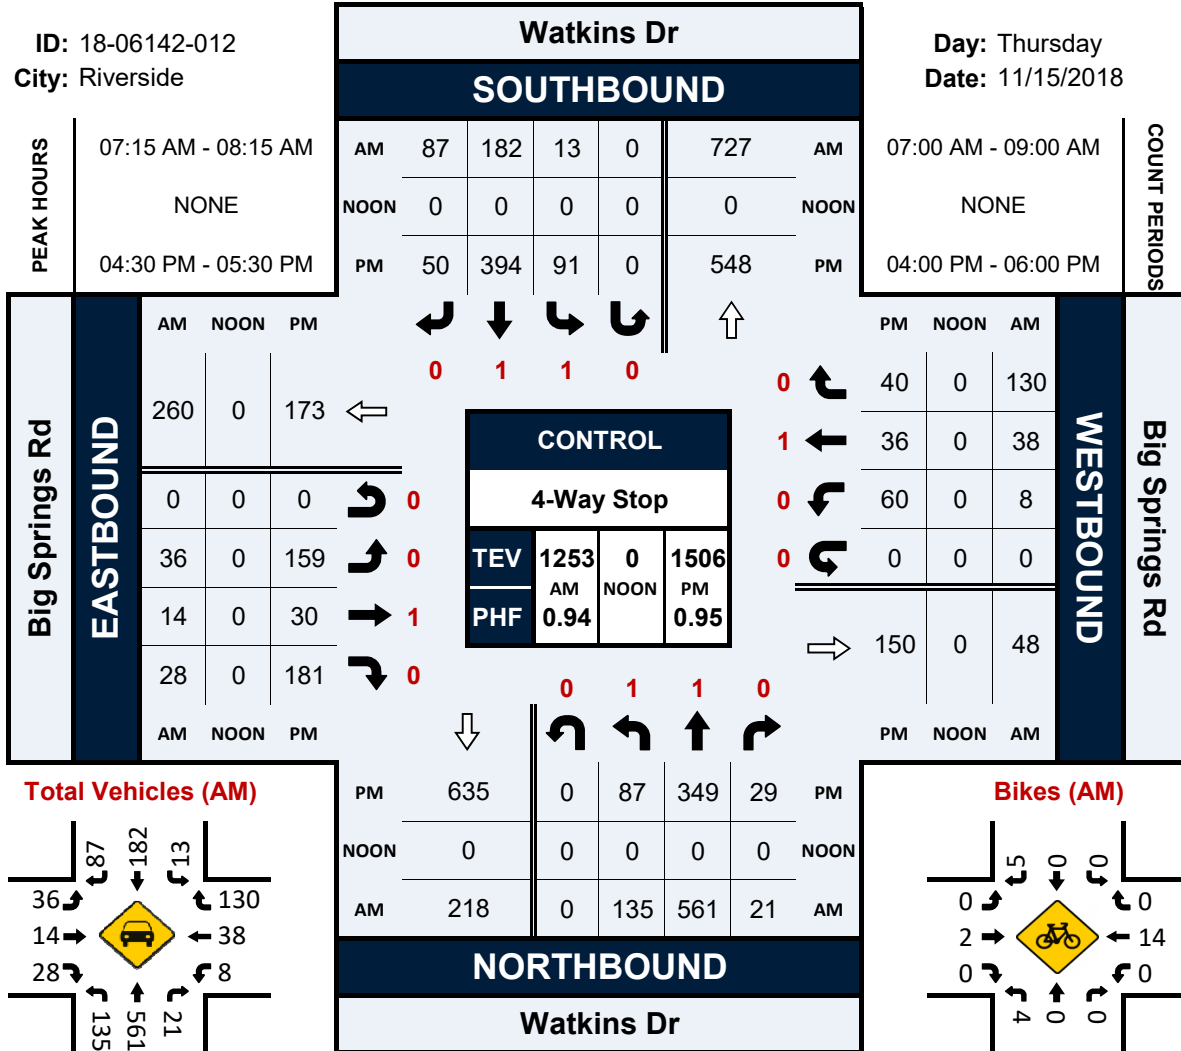 Watkins Dr
ID: 18-06142-012
Day: Thursday
City: Riverside
Date: 11/15/2018
SOUTHBOUND
PEAK HOURS
07:15 AM - 08:15 AM
NONE
04:30 PM - 05:30 PM
AM 87 182 13 0 727 AM
NOON 0 0 0 0 0 NOON
PM 50 394 91 0 548 PM
07:00 AM - 09:00 AM
NONE
04:00 PM - 06:00 PM
COUNT PERIODS
0 1 1 0
Big Springs Rd
EASTBOUND
AM NOON PM
260 0 173
0 0 0 0
36 0 159 0
14 0 30 1
28 0 181 0
AM NOON PM
CONTROL
4-Way Stop
TEV 1253 0 1506
AM NOON PM
PHF 0.94 0.95
PM NOON AM
0 40 0 130
1 36 0 38
0 60 0 8
0 0 0 0
150 0 48
PM NOON AM
WESTBOUND
Big Springs Rd
0 1 1 0
PM 635 0 87 349 29 PM
NOON 0 0 0 0 0 NOON
AM 218 0 135 561 21 AM
NORTHBOUND
Watkins Dr
Total Vehicles (AM)
87 182 13
36 130
14 38
28 8
135 561 21
Bikes (AM)
5 0 0
0 0
2 14
0 0
4 0 0